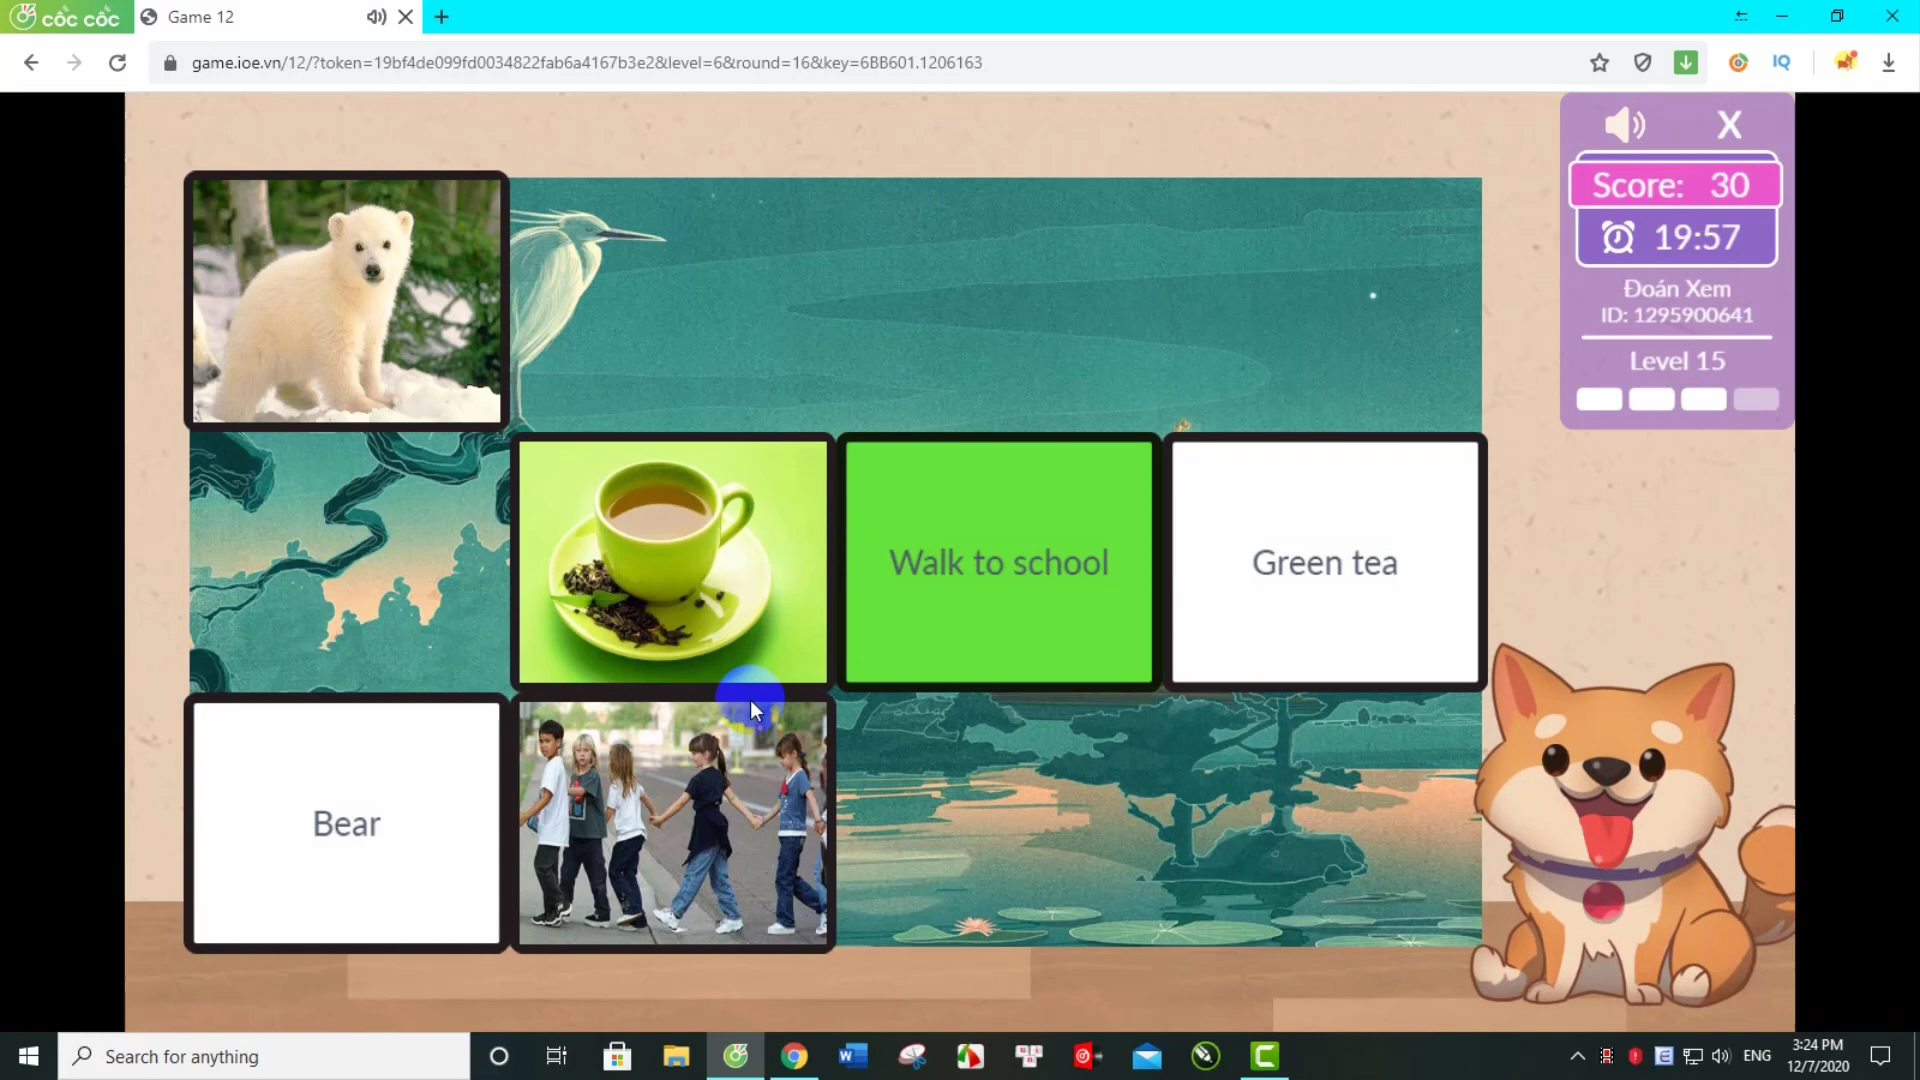 cốc cốc
Game 12
game.ioe.vn/12/?token=19bf4de099fd0034822fab6a4167b3e2&level=6&round=16&key=6BB601.1206163
IQ
X
Score: 30
19:57
Đoán Xem
ID: 1295900641
Level 15
Walk to school
Green tea
Bear
Search for anything
ENG
3:24 PM
12/7/2020